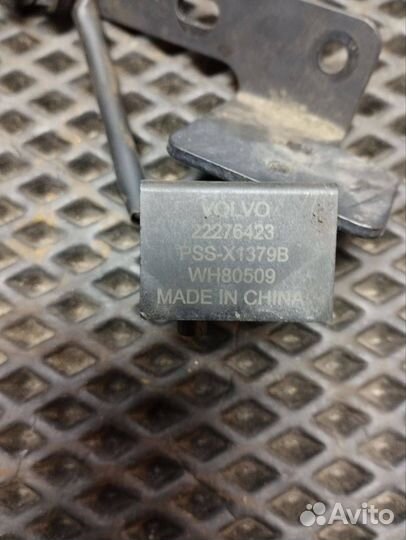 VOLVO
22276423
PSS-X1379B
WH80509
MADE IN CHINA
Avito